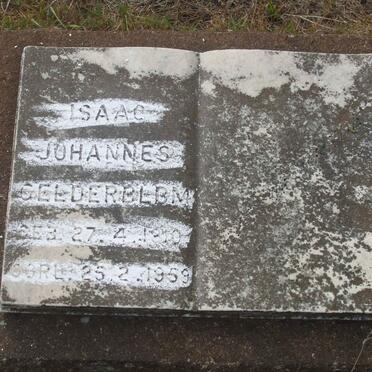 ISAAC
JOHANNES
GELDERBLOM
GEB. 27.4.
OORL. 25.2.1959